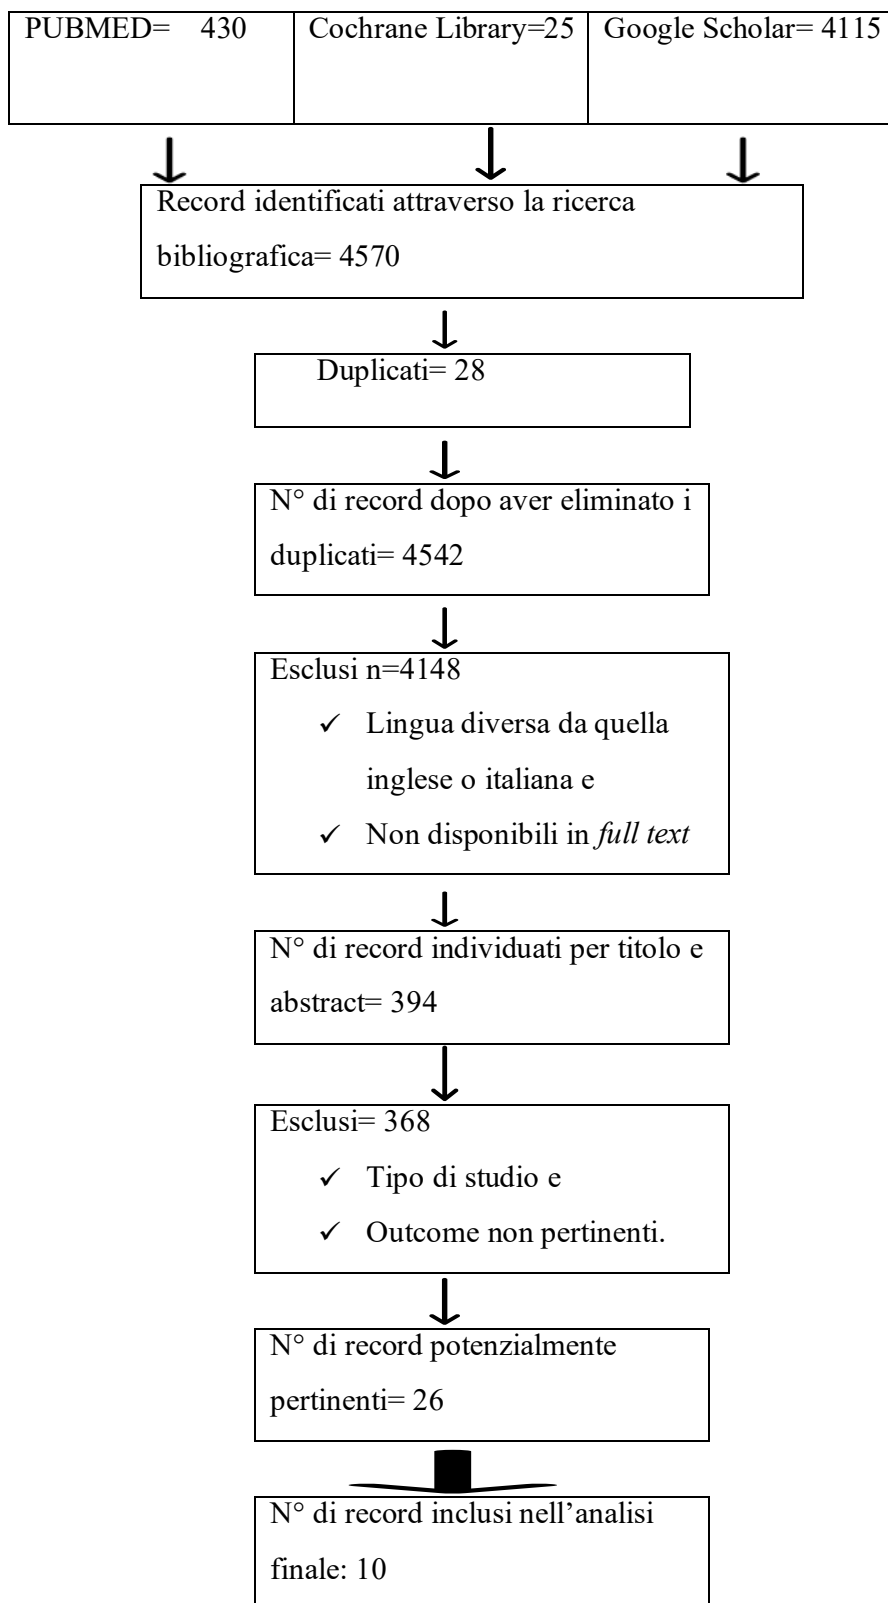 PUBMED= 430
Cochrane Library=25
Google Scholar= 4115
Record identificati attraverso la ricerca
bibliografica= 4570
Duplicati= 28
N° di record dopo aver eliminato i
duplicati= 4542
Esclusi n=4148
✓ Lingua diversa da quella
inglese o italiana e
✓ Non disponibili in full text
N° di record individuati per titolo e
abstract= 394
Esclusi= 368
✓ Tipo di studio e
✓ Outcome non pertinenti.
N° di record potenzialmente
pertinenti= 26
N° di record inclusi nell’analisi
finale: 10